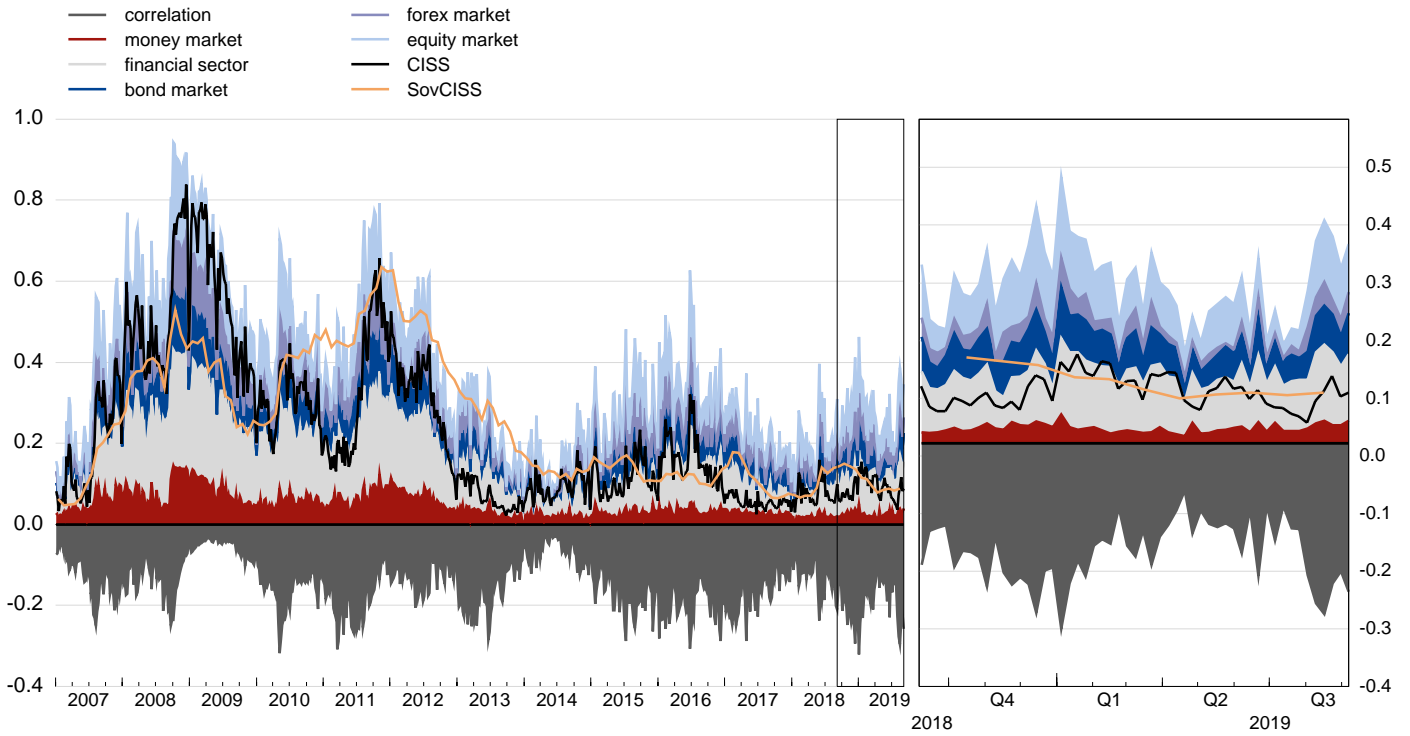 correlation
money market
financial sector
bond market
forex market
equity market
CISS
SovCISS
1.0
0.8
0.6
0.4
0.2
0.0
-0.2
-0.4
2007 2008 2009 2010 2011 2012 2013 2014 2015 2016 2017 2018 2019
0.5
0.4
0.3
0.2
0.1
0.0
-0.1
-0.2
-0.3
-0.4
Q4 Q1 Q2 Q3
2018 2019